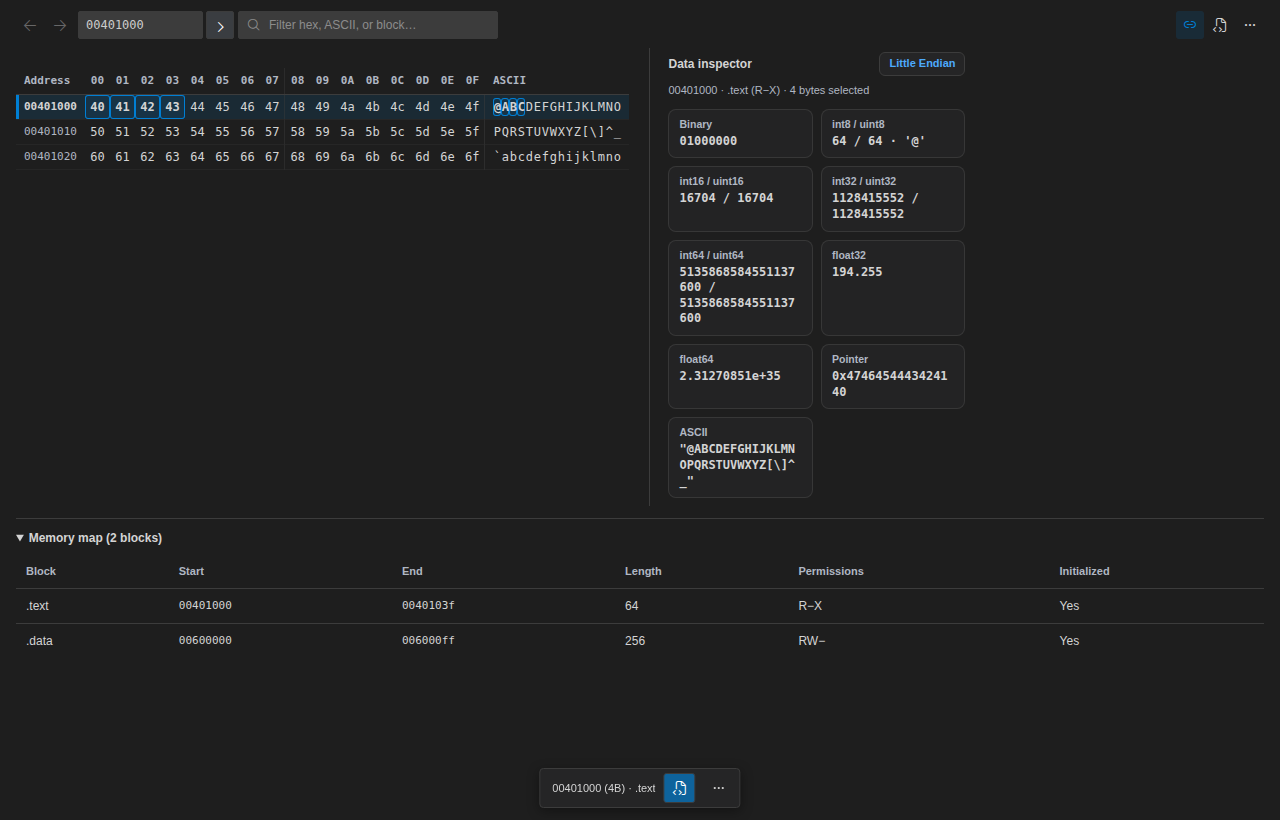 00401000 Filter hex, ASCII, or block…
Address 00 01 02 03 04 05 06 07 08 09 0A 0B 0C 0D 0E 0F ASCII
00401000 40 41 42 43 44 45 46 47 48 49 4a 4b 4c 4d 4e 4f @ABCDEFGHIJKLMNO
00401010 50 51 52 53 54 55 56 57 58 59 5a 5b 5c 5d 5e 5f PQRSTUVWXYZ[\]^_
00401020 60 61 62 63 64 65 66 67 68 69 6a 6b 6c 6d 6e 6f `abcdefghijklmno
Data inspector Little Endian
00401000 · .text (R−X) · 4 bytes selected
Binary
01000000
int8 / uint8
64 / 64 · '@'
int16 / uint16
16704 / 16704
int32 / uint32
1128415552 /
1128415552
int64 / uint64
5135868584551137
600 /
5135868584551137
600
float32
194.255
float64
2.31270851e+35
Pointer
0x47464544434241
40
ASCII
"@ABCDEFGHIJKLMN
OPQRSTUVWXYZ[\]^
_"
Memory map (2 blocks)
Block Start End Length Permissions Initialized
.text 00401000 0040103f 64 R−X Yes
.data 00600000 006000ff 256 RW− Yes
00401000 (4B) · .text